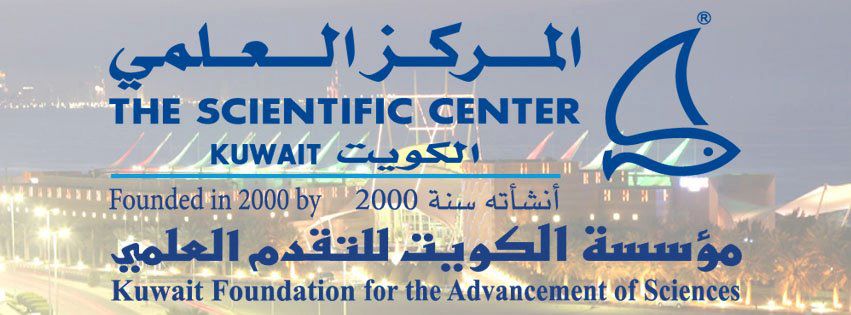 المركز العلمي
®
THE SCIENTIFIC CENTER
KUWAIT الكويت
Founded in 2000 by أنشأته سنة 2000
مؤسسة الكويت للتقدم العلمي
Kuwait Foundation for the Advancement of Sciences